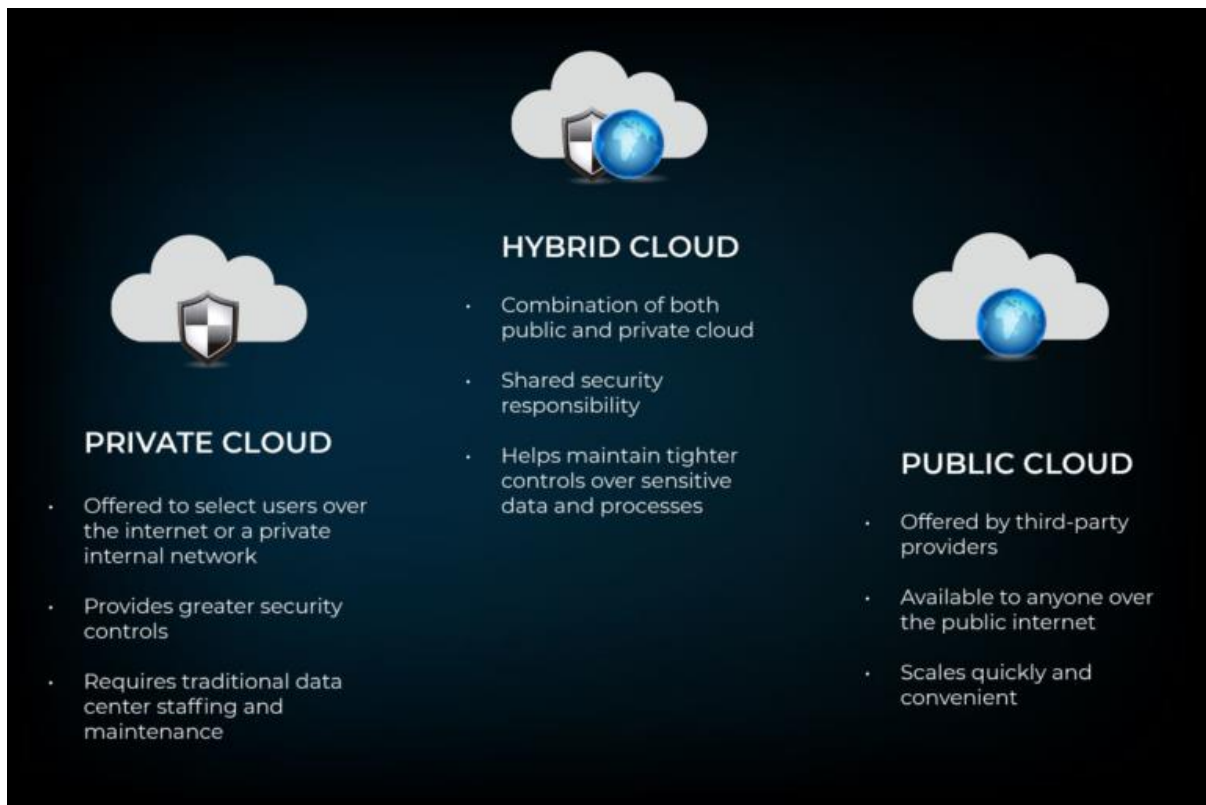 HYBRID CLOUD
• Combination of both
public and private cloud
• Shared security
responsibility
• Helps maintain tighter
controls over sensitive
data and processes
PRIVATE CLOUD
• Offered to select users over
the internet or a private
internal network
• Provides greater security
controls
• Requires traditional data
center staffing and
maintenance
PUBLIC CLOUD
• Offered by third-party
providers
• Available to anyone over
the public internet
• Scales quickly and
convenient